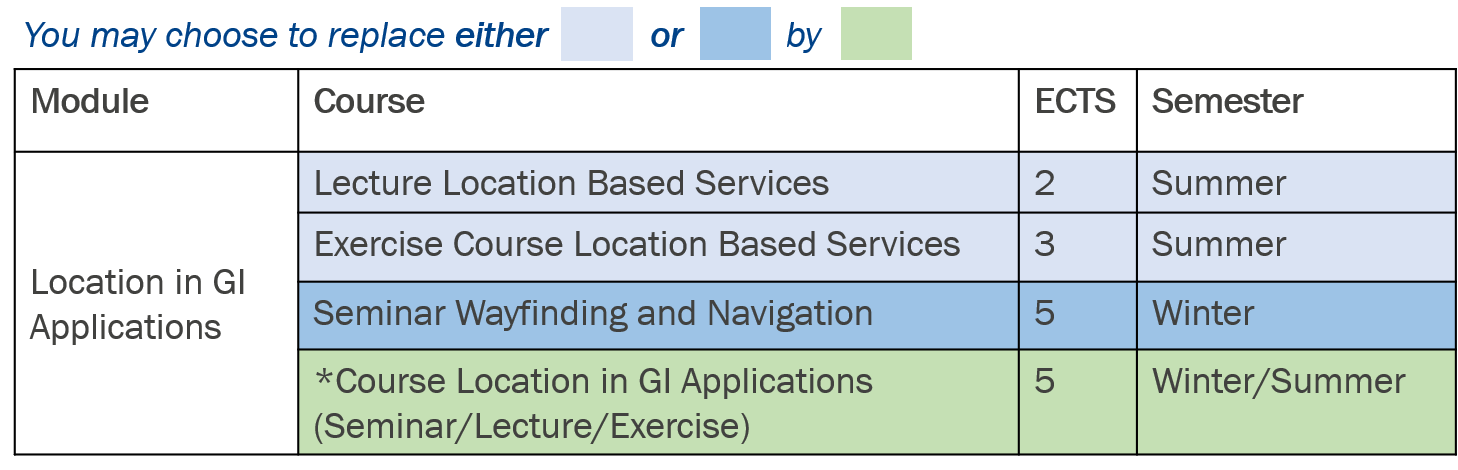 You may choose to replace either or by
Module Course ECTS Semester
Lecture Location Based Services 2 Summer
Exercise Course Location Based Services 3 Summer
Location in GI
Applications
Seminar Wayfinding and Navigation 5 Winter
*Course Location in GI Applications 5 Winter/Summer
(Seminar/Lecture/Exercise)